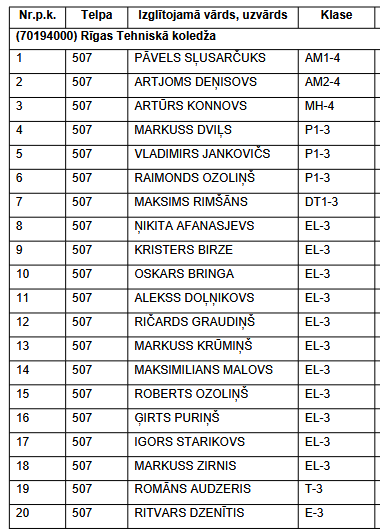 Nr.p.k. Telpa Izglītojamā vārds, uzvārds Klase
(70194000) Rīgas Tehniskā koledža
1 507 PĀVELS SĻUSARČUKS AM1-4
2 507 ARTJOMS DEŅISOVS AM2-4
3 507 ARTŪRS KONNOVS MH-4
4 507 MARKUSS DVIĻS P1-3
5 507 VLADIMIRS JANKOVIČS P1-3
6 507 RAIMONDS OZOLIŅŠ P1-3
7 507 MAKSIMS RIMŠĀNS DT1-3
8 507 ŅIKITA AFANASJEVS EL-3
9 507 KRISTERS BIRZE EL-3
10 507 OSKARS BRINGA EL-3
11 507 ALEKSS DOĻŅIKOVS EL-3
12 507 RIČARDS GRAUDIŅŠ EL-3
13 507 MARKUSS KRŪMIŅŠ EL-3
14 507 MAKSIMILIANS MALOVS EL-3
15 507 ROBERTS OZOLIŅŠ EL-3
16 507 ĢIRTS PURIŅŠ EL-3
17 507 IGORS STARIKOVS EL-3
18 507 MARKUSS ZIRNIS EL-3
19 507 ROMĀNS AUDZERIS T-3
20 507 RITVARS DZENĪTIS E-3